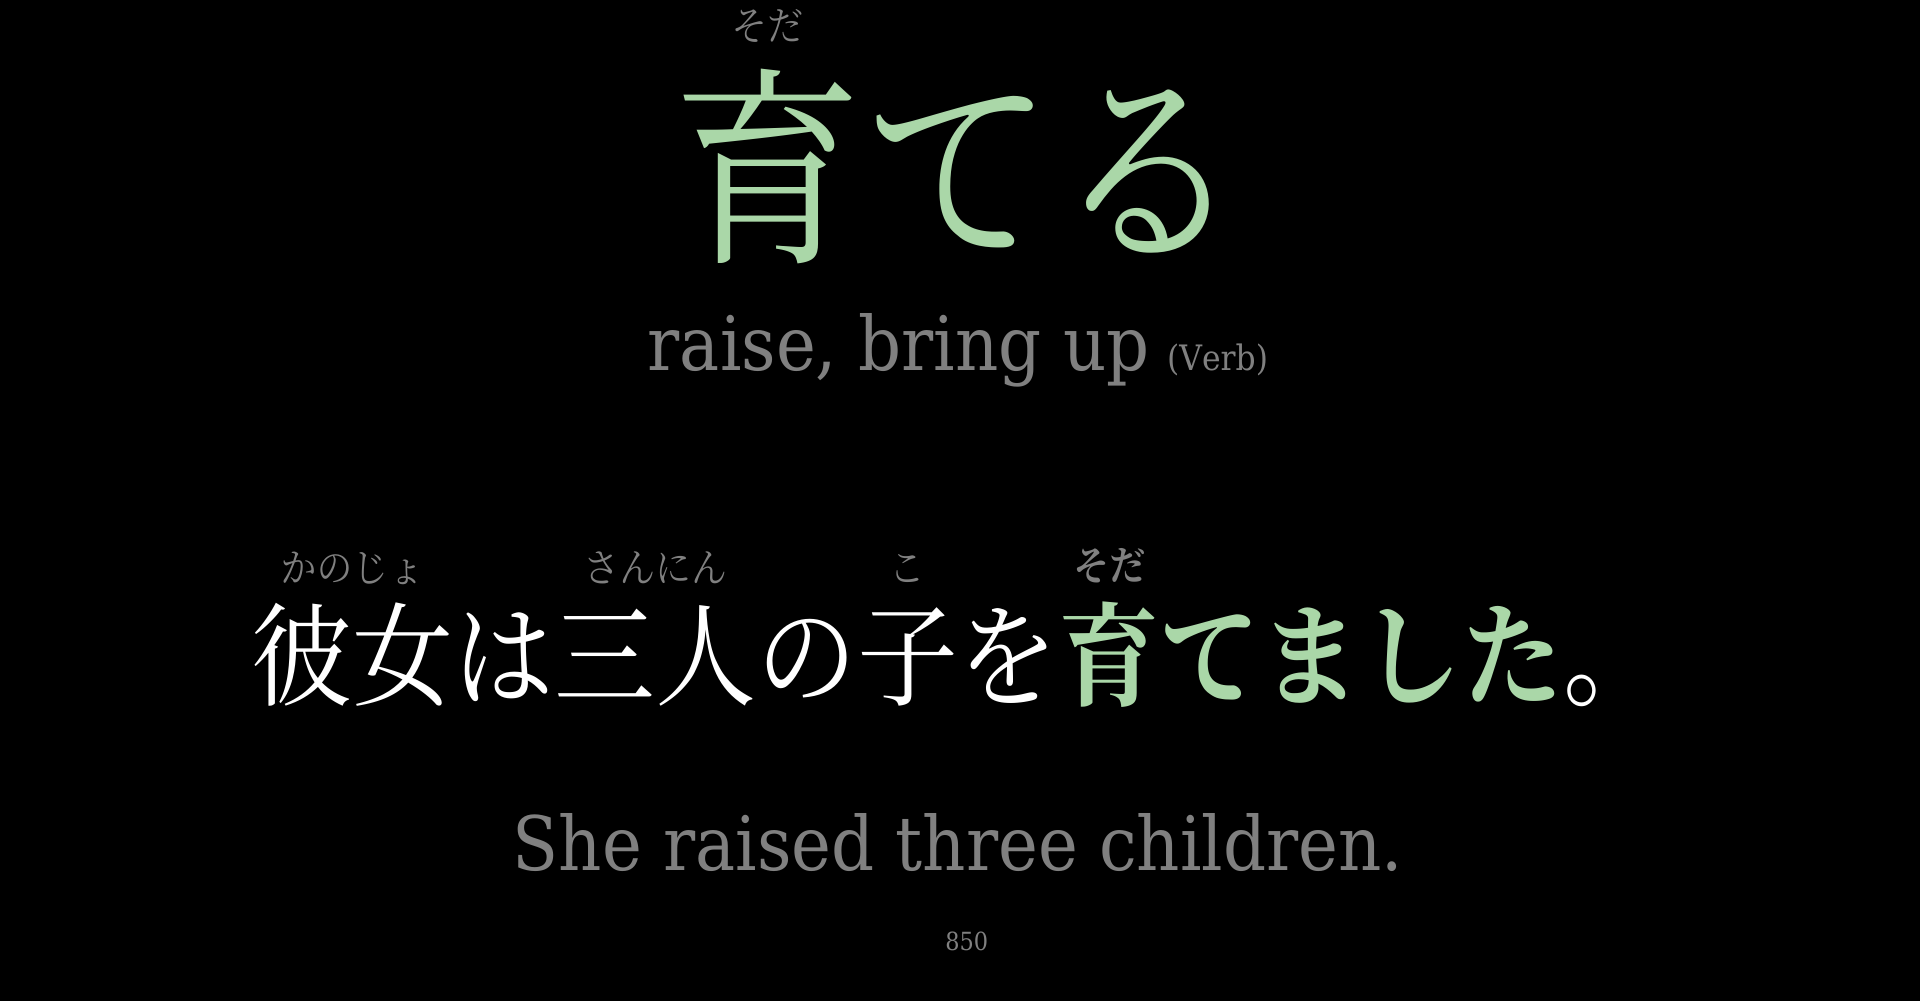 そだ
育てる
raise, bring up (Verb)
かのじょ さんにん こ そだ
彼女は三人の子を育てました。
She raised three children.
850